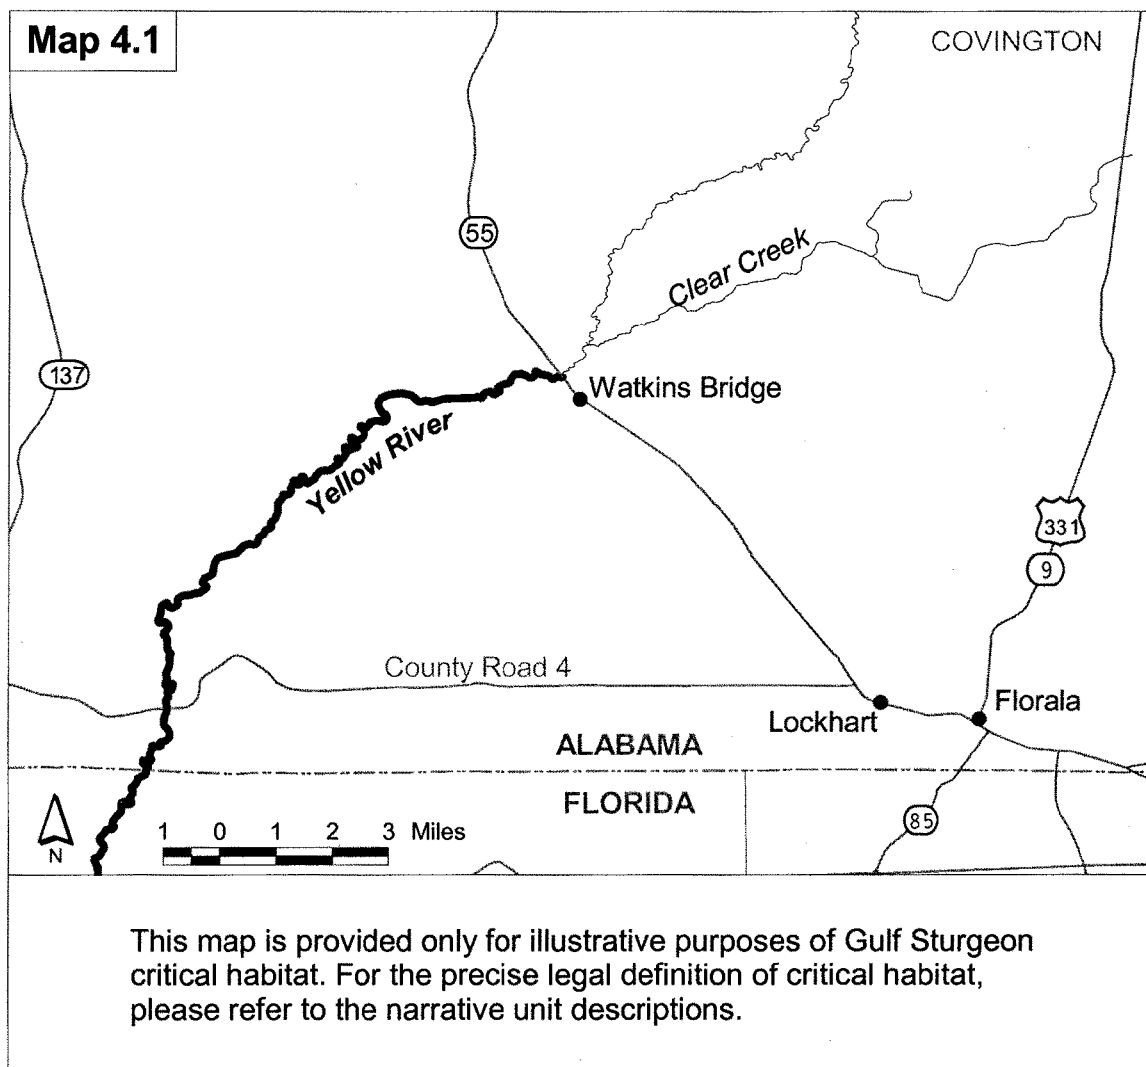 Map 4.1
COVINGTON
55
Clear Creek
137
Watkins Bridge
Yellow River
331
9
County Road 4
Lockhart
Florala
ALABAMA
FLORIDA
85
N
1 0 1 2 3 Miles
This map is provided only for illustrative purposes of Gulf Sturgeon
critical habitat. For the precise legal definition of critical habitat,
please refer to the narrative unit descriptions.